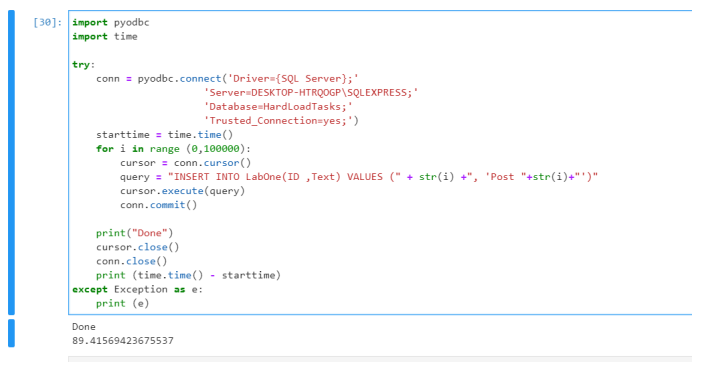 [30]: import pyodbc
import time
try:
    conn = pyodbc.connect('Driver={SQL Server};'
                      'Server=DESKTOP-HTRQOGP\SQLEXPRESS;'
                      'Database=HardLoadTasks;'
                      'Trusted_Connection=yes;')
    starttime = time.time()
    for i in range (0,100000):
        cursor = conn.cursor()
        query = "INSERT INTO LabOne(ID ,Text) VALUES (" + str(i) +", 'Post "+str(i)+"')"
        cursor.execute(query)
        conn.commit()
    print("Done")
    cursor.close()
    conn.close()
    print (time.time() - starttime)
except Exception as e:
    print (e)
Done
89.41569423675537